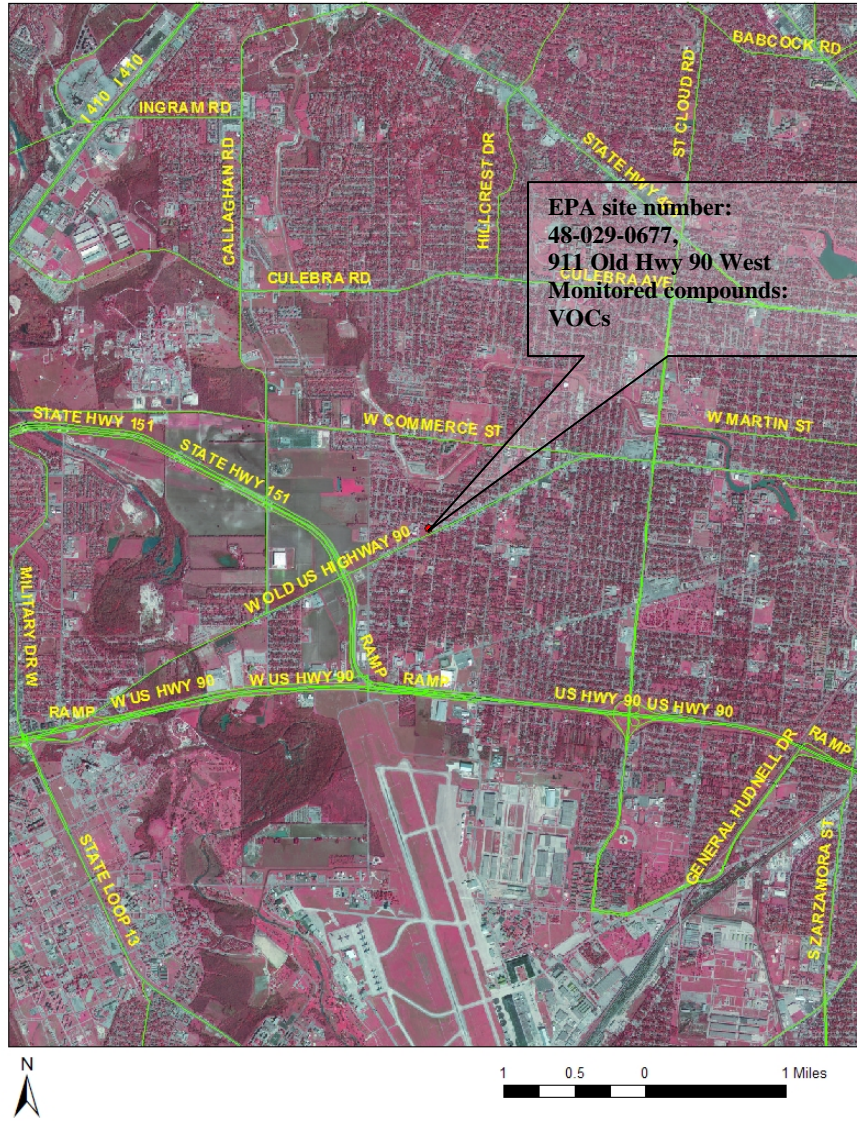 BABCOCK RD
I 410 I 410
INGRAM RD
ST CLOUD RD
CALLAGHAN RD
HILLCREST DR
STATE HWY 4
EPA site number:
48-029-0677,
911 Old Hwy 90 West
Monitored compounds:
VOCs
CULEBRA RD
CULEBRA AVE
STATE HWY 151
W COMMERCE ST
W MARTIN ST
STATE HWY 151
W OLD US HIGHWAY 90
MILITARY DR W
RAMP
W US HWY 90
W US HWY 90
RAMP
RAMP
US HWY 90 US HWY 90
RAMP
GENERAL HUDNELL DR
STATE LOOP 13
S ZARZAMORA ST
N
1 0.5 0 1 Miles